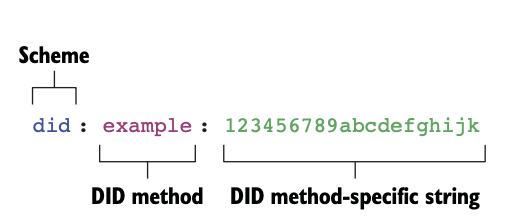 Scheme
did : example : 123456789abcdefghijk
DID method DID method-specific string